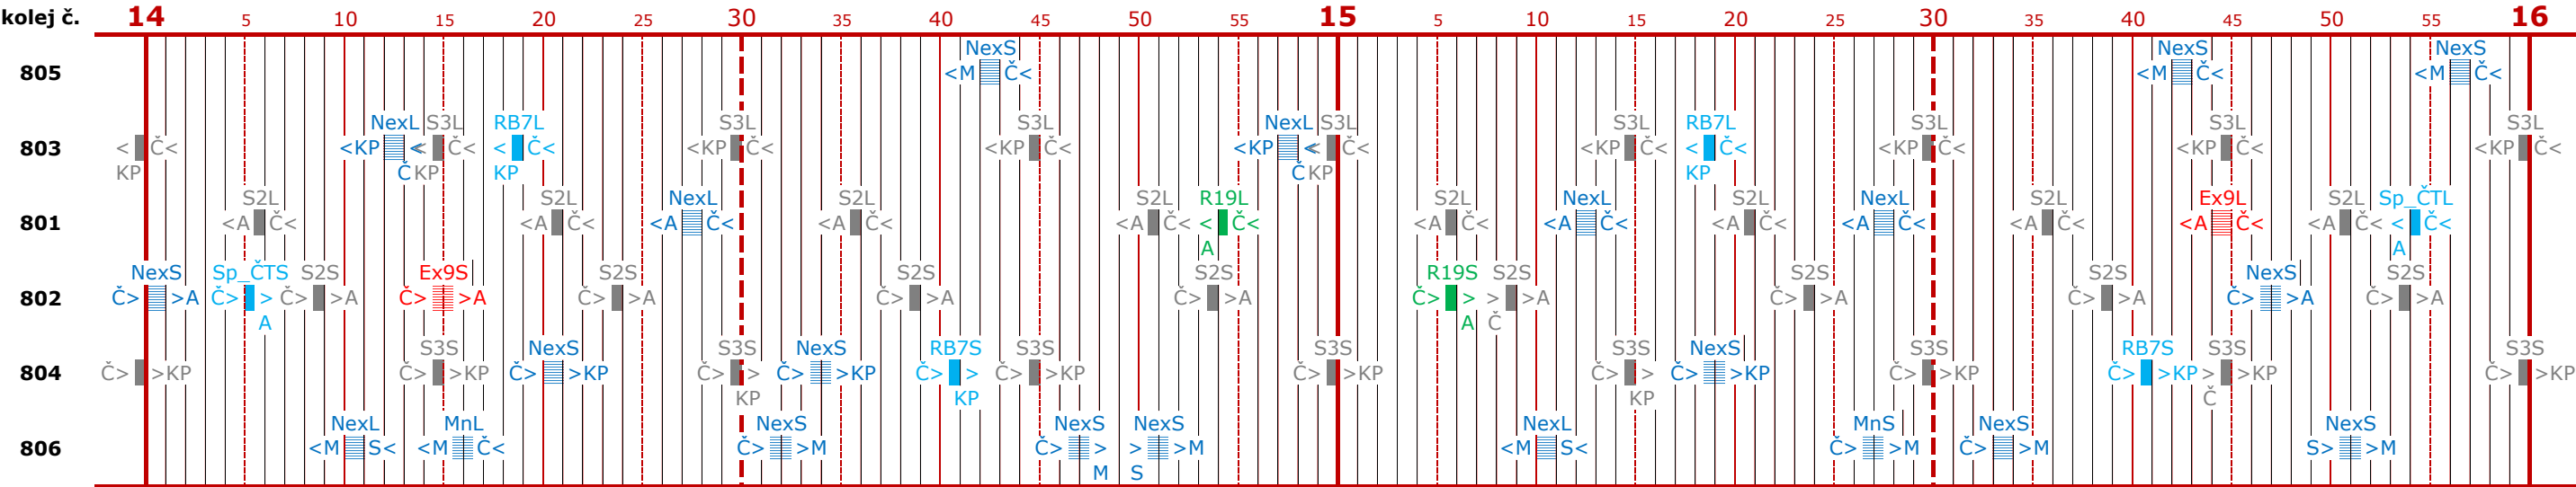 kolej č. 14 5 10 15 20 25 30 35 40 45 50 55 15 5 10 15 20 25 30 35 40 45 50 55 16
NexS NexS NexS
805 <M Č< <M Č< <M Č<
NexL S3L RB7L S3L S3L NexL S3L S3L RB7L S3L S3L S3L
803 < Č< <KP < < Č< < Č< <KP Č< <KP Č< <KP < < Č< <KP Č< < Č< <KP Č< <KP Č< <KP Č<
KP Č KP KP Č KP KP
S2L S2L NexL S2L S2L R19L S2L NexL S2L NexL S2L Ex9L S2L Sp_ČTL
801 <A Č< <A Č< <A Č< <A Č< <A Č< < Č< <A Č< <A Č< <A Č< <A Č< <A Č< <A Č< <A Č< < Č<
A A
NexS Sp_ČTS S2S Ex9S S2S S2S S2S R19S S2S S2S S2S NexS S2S
802 Č> >A Č> > Č> >A Č> >A Č> >A Č> >A Č> >A Č> > > >A Č> >A Č> >A Č> >A Č> >A
A A Č
S3S NexS S3S NexS RB7S S3S S3S S3S NexS S3S RB7S S3S S3S
804 Č> >KP Č> >KP Č> >KP Č> > Č> >KP Č> > Č> >KP Č> >KP Č> > Č> >KP Č> >KP Č> >KP > >KP Č> >KP
KP KP KP Č
NexL MnL NexS NexS NexS NexL MnS NexS NexS
806 <M S< <M Č< Č> >M Č> > > >M <M S< Č> >M Č> >M S> >M
M S